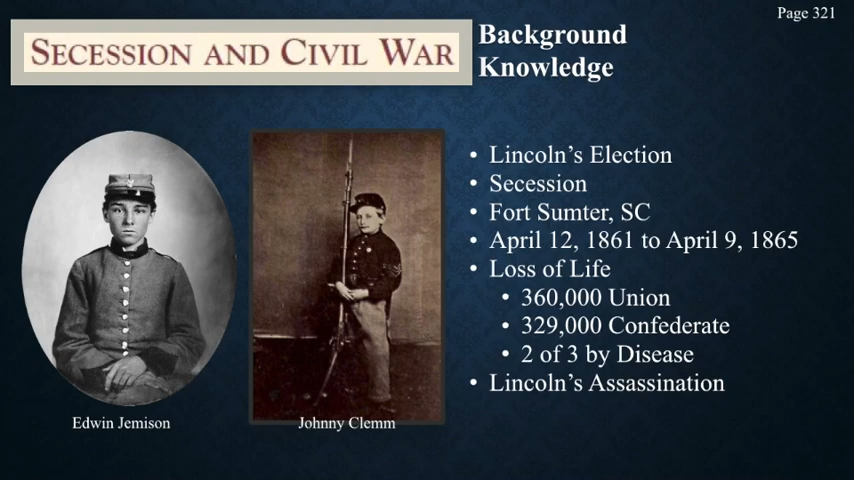 Page 321
SECESSION AND CIVIL WAR
Background
Knowledge
• Lincoln's Election
• Secession
• Fort Sumter, SC
• April 12, 1861 to April 9, 1865
• Loss of Life
• 360,000 Union
• 329,000 Confederate
• 2 of 3 by Disease
• Lincoln's Assassination
Edwin Jemison
Johnny Clemm